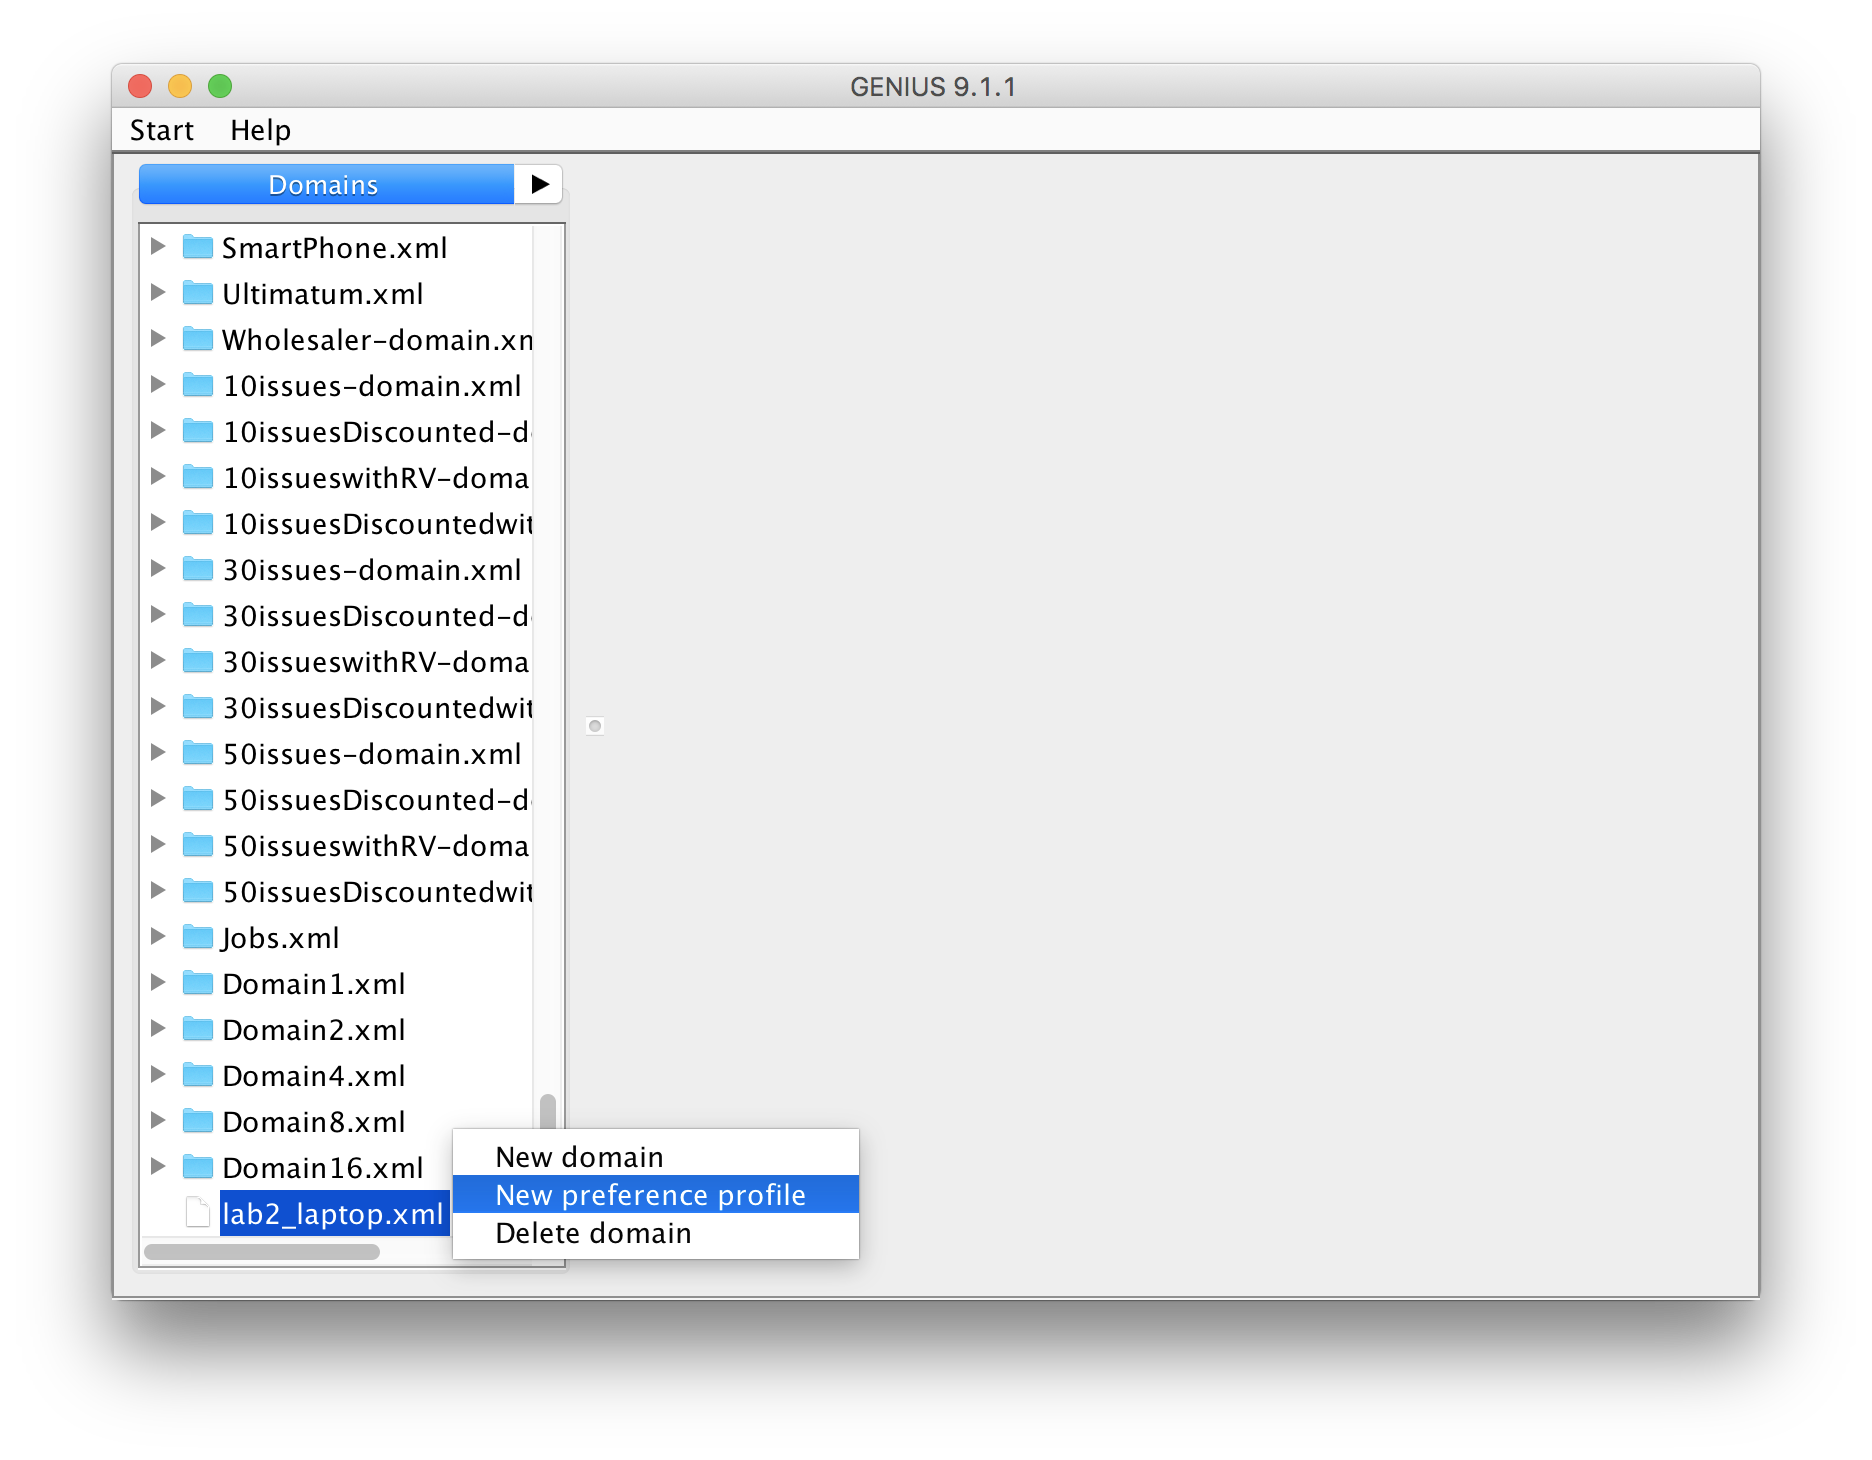 GENIUS 9.1.1
Start Help
Domains
SmartPhone.xml
Ultimatum.xml
Wholesaler-domain.xm
10issues-domain.xml
10issuesDiscounted-d
10issueswithRV-doma
10issuesDiscountedwit
30issues-domain.xml
30issuesDiscounted-d
30issueswithRV-doma
30issuesDiscountedwit
50issues-domain.xml
50issuesDiscounted-d
50issueswithRV-doma
50issuesDiscountedwit
Jobs.xml
Domain1.xml
Domain2.xml
Domain4.xml
Domain8.xml
Domain16.xml
lab2_laptop.xml
New domain
New preference profile
Delete domain